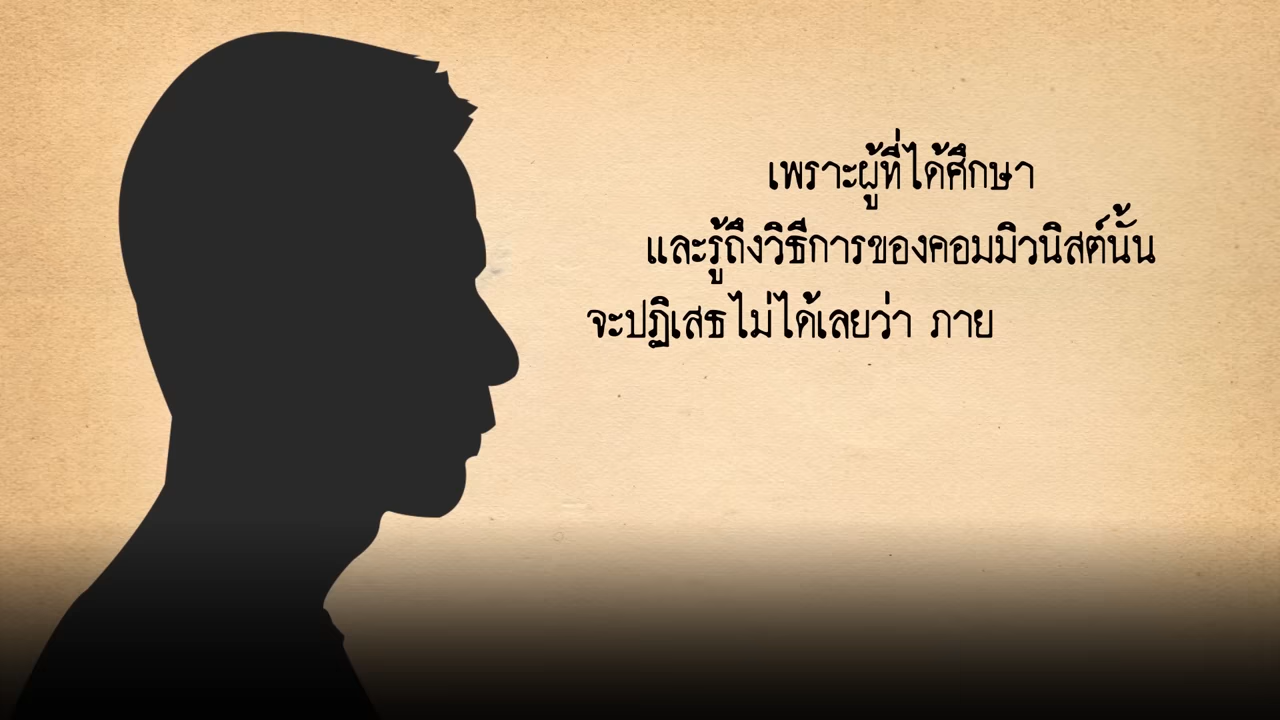 เพราะผู้ที่ได้ศึกษา
และรู้ถึงวิธีการของคอมมิวนิสต์นั้น
จะปฏิเสธไม่ได้เลยว่า ภาย